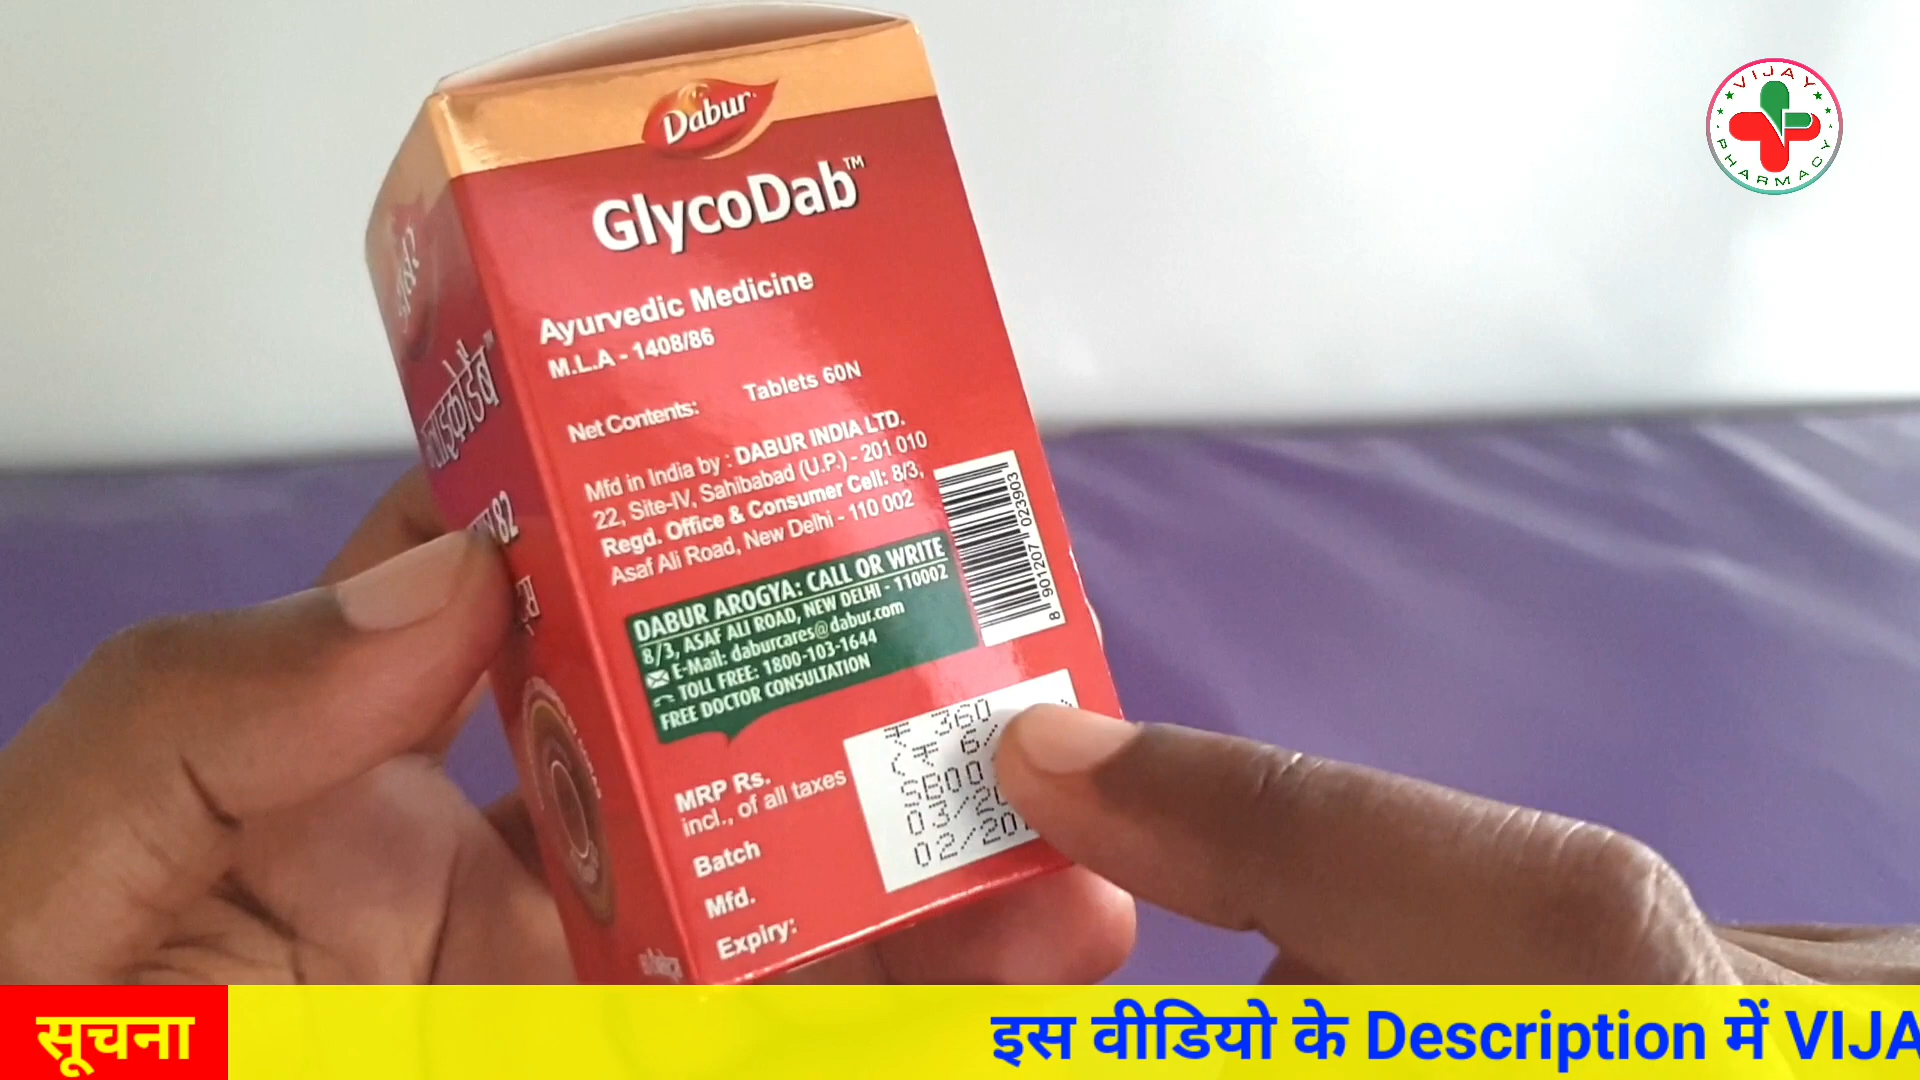 VIJAY PHARMACY
Dabur
GlycoDab™
Ayurvedic Medicine
M.L.A - 1408/86
Net Contents: Tablets 60N
Mfd in India by : DABUR INDIA LTD.
22, Site-IV, Sahibabad (U.P.) - 201 010
Regd. Office & Consumer Cell: 8/3,
Asaf Ali Road, New Delhi - 110 002
8 901207 023903
DABUR AROGYA: CALL OR WRITE
8/3, ASAF ALI ROAD, NEW DELHI - 110002
E-Mail: daburcares@dabur.com
TOLL FREE: 1800-103-1644
FREE DOCTOR CONSULTATION
MRP Rs. ₹ 360
incl., of all taxes
Batch
Mfd.
Expiry:
सूचना
इस वीडियो के Description में VIJA